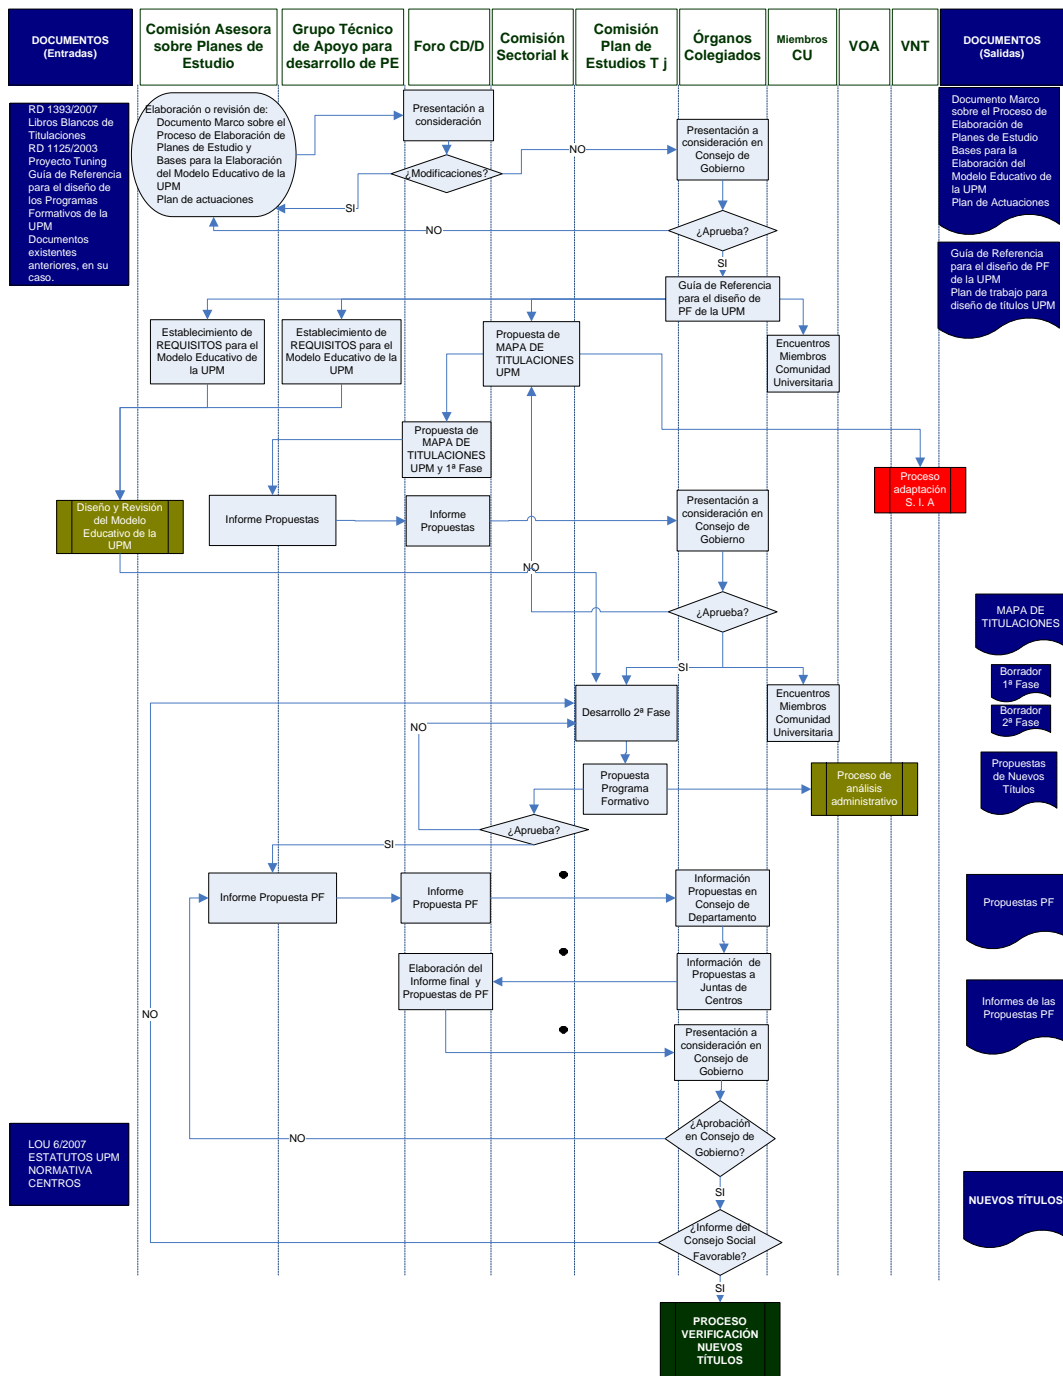 DOCUMENTOS
(Entradas)
Comisión Asesora
sobre Planes de
Estudio
Grupo Técnico
de Apoyo para
desarrollo de PE
Foro CD/D
Comisión
Sectorial k
Comisión
Plan de
Estudios T j
Órganos
Colegiados
Miembros
CU
VOA
VNT
DOCUMENTOS
(Salidas)
RD 1393/2007
Libros Blancos de
Titulaciones
RD 1125/2003
Proyecto Tuning
Guía de Referencia
para el diseño de
los Programas
Formativos de la
UPM
Documentos
existentes
anteriores, en su
caso.
Elaboración o revisión de:
Documento Marco sobre el
Proceso de Elaboración de
Planes de Estudio y
Bases para la Elaboración
del Modelo Educativo de la
UPM
Plan de actuaciones
Presentación a
consideración
¿Modificaciones?
SI
NO
Presentación a
consideración en
Consejo de
Gobierno
¿Aprueba?
NO
SI
Documento Marco
sobre el Proceso de
Elaboración de
Planes de Estudio
Bases para la
Elaboración del
Modelo Educativo de
la UPM
Plan de Actuaciones
Guía de Referencia
para el diseño de PF
de la UPM
Plan de trabajo para
diseño de títulos UPM
Guía de Referencia
para el diseño de
PF de la UPM
Establecimiento de
REQUISITOS para el
Modelo Educativo de
la UPM
Establecimiento de
REQUISITOS para el
Modelo Educativo de la
UPM
Propuesta de
MAPA DE
TITULACIONES
UPM
Encuentros
Miembros
Comunidad
Universitaria
Propuesta de
MAPA DE
TITULACIONES
UPM y 1ª Fase
Proceso
adaptación
S. I. A
Diseño y Revisión
del Modelo
Educativo de la
UPM
Informe Propuestas
Informe
Propuestas
Presentación a
consideración en
Consejo de
Gobierno
NO
¿Aprueba?
SI
MAPA DE
TITULACIONES
Borrador
1ª Fase
Borrador
2ª Fase
Desarrollo 2ª Fase
Encuentros
Miembros
Comunidad
Universitaria
NO
Propuesta
Programa
Formativo
Proceso de
análisis
administrativo
Propuestas
de Nuevos
Títulos
¿Aprueba?
SI
Informe Propuesta PF
Informe
Propuesta PF
Información
Propuestas en
Consejo de
Departamento
Propuestas PF
Elaboración del
Informe final y
Propuestas de PF
Información de
Propuestas a
Juntas de
Centros
Informes de las
Propuestas PF
NO
Presentación a
consideración en
Consejo de
Gobierno
¿Aprobación
en Consejo de
Gobierno?
NO
SI
LOU 6/2007
ESTATUTOS UPM
NORMATIVA
CENTROS
NUEVOS TÍTULOS
¿Informe del
Consejo Social
Favorable?
SI
PROCESO
VERIFICACIÓN
NUEVOS
TÍTULOS